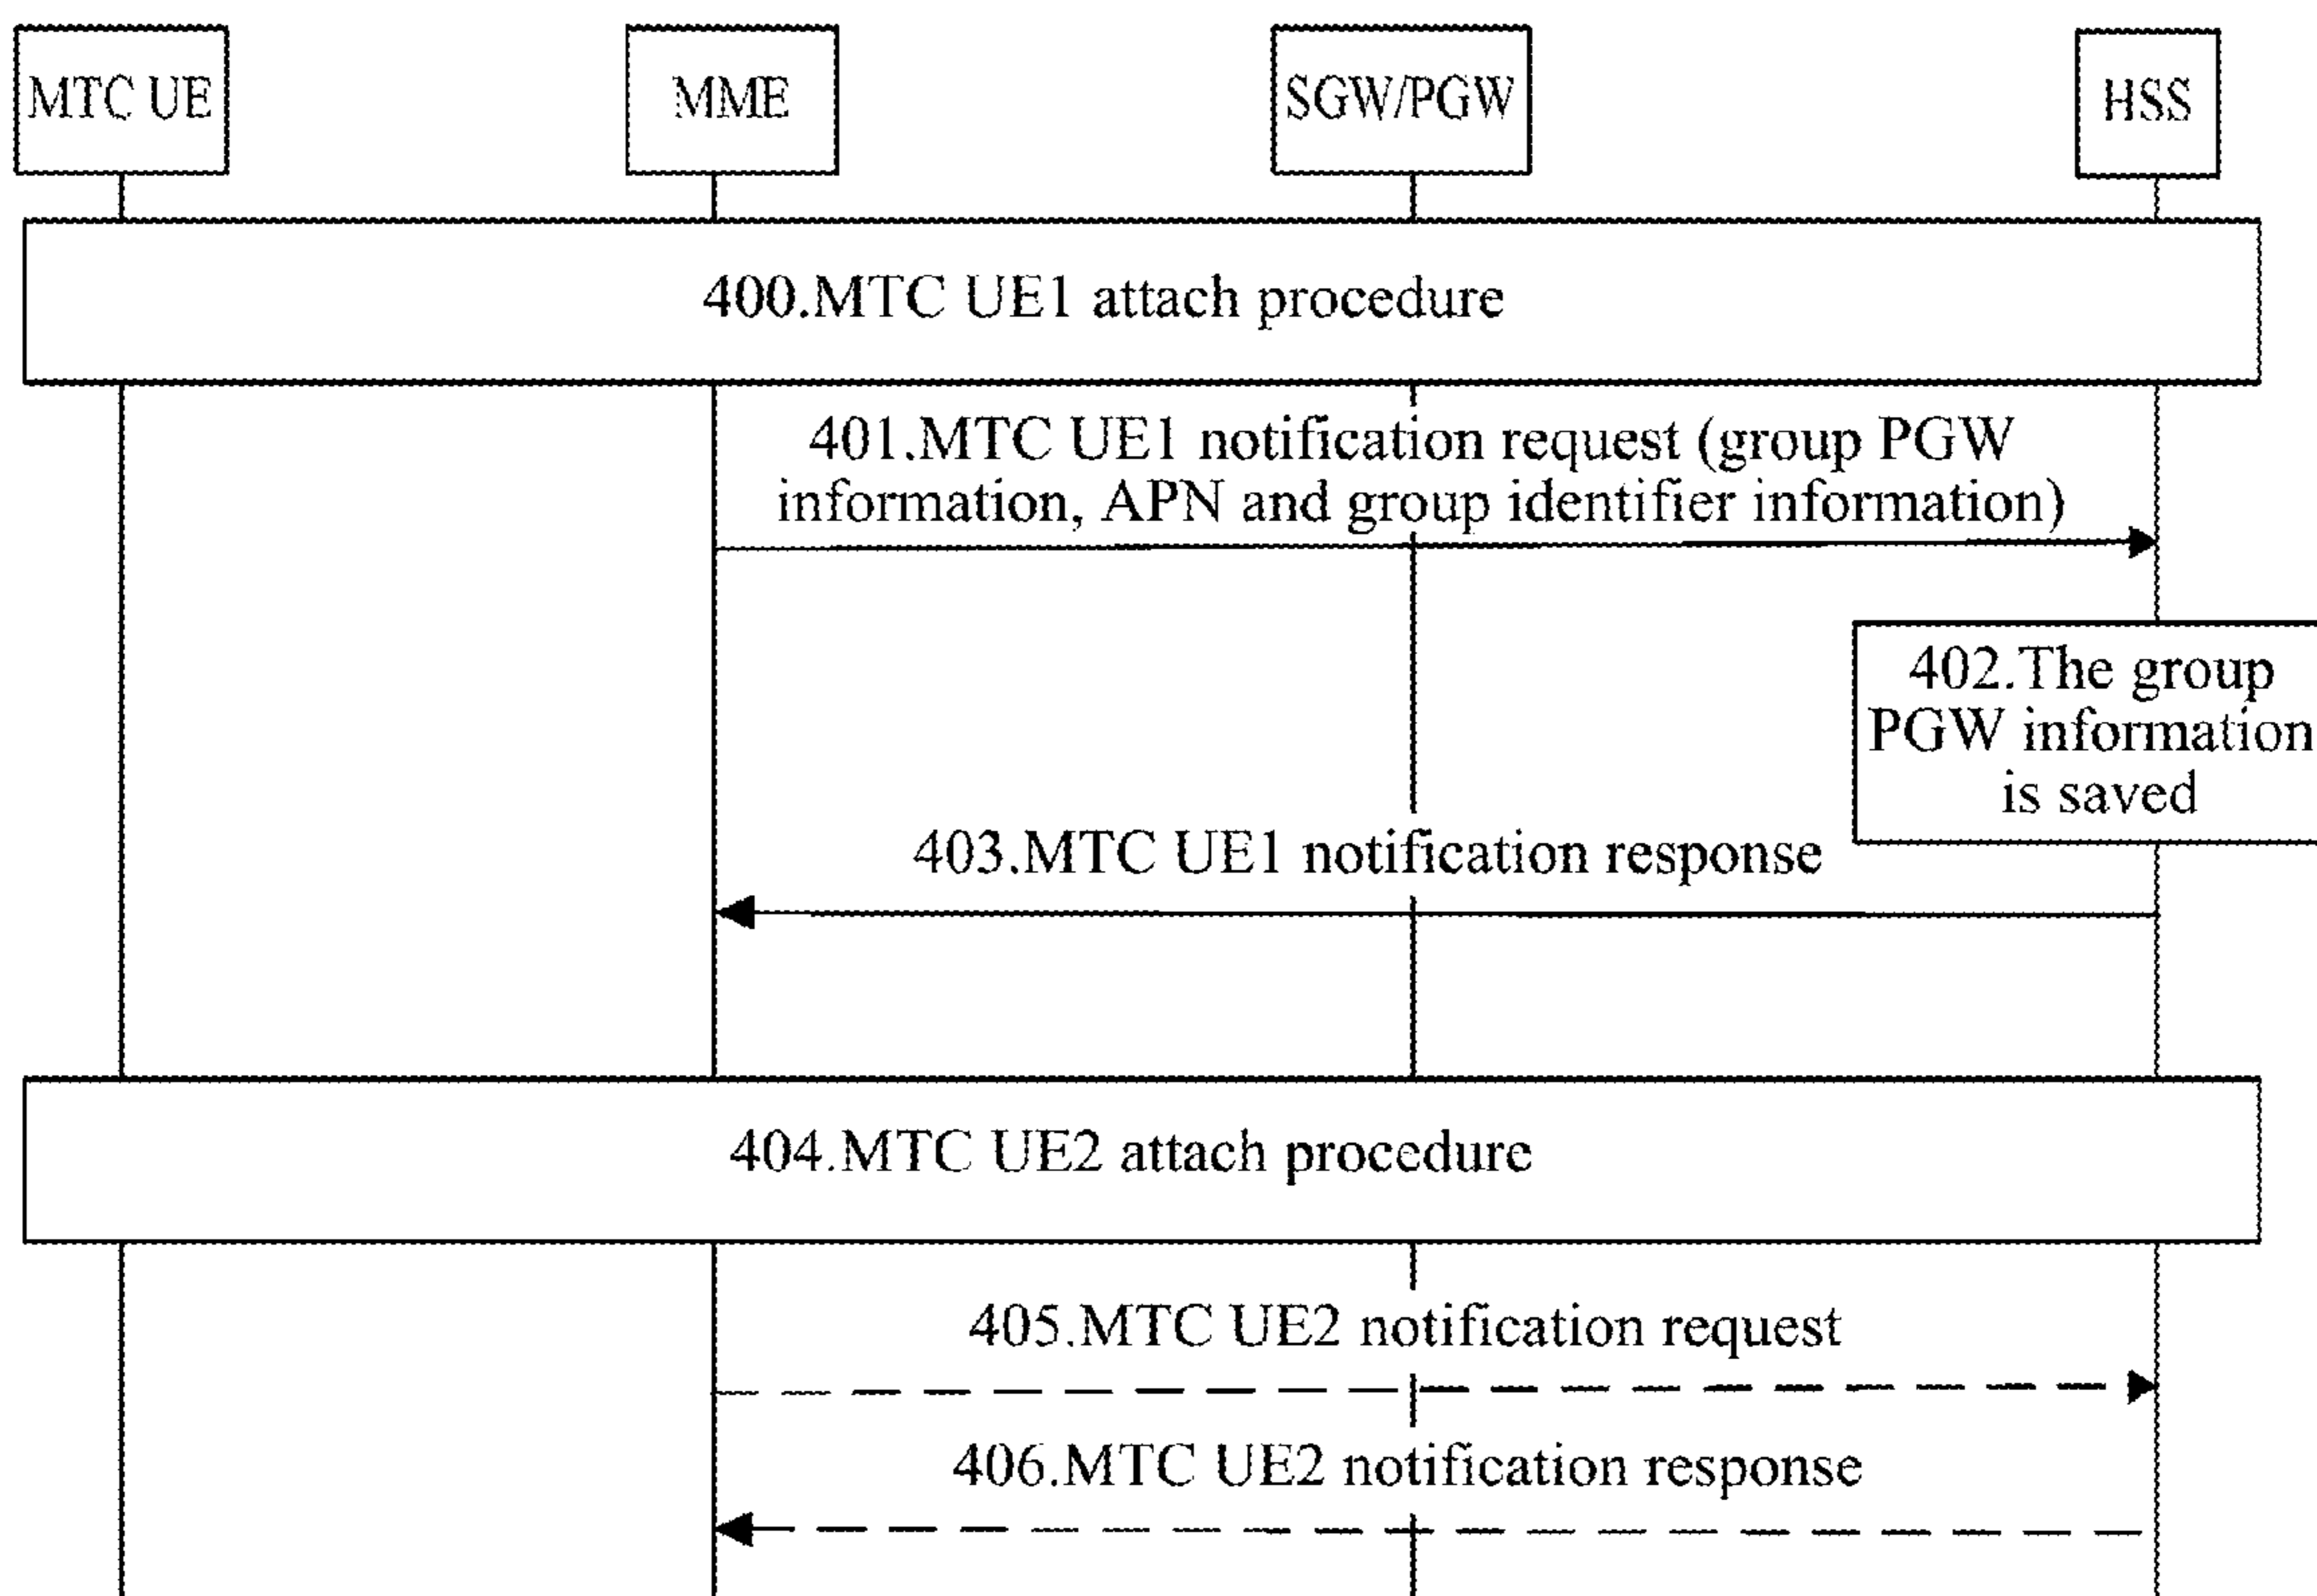 MTC UE
MME
SGW/PGW
HSS
400.MTC UE1 attach procedure
401.MTC UE1 notification request (group PGW
information, APN and group identifier information)
402.The group
PGW information
is saved
403.MTC UE1 notification response
404.MTC UE2 attach procedure
405.MTC UE2 notification request
406.MTC UE2 notification response